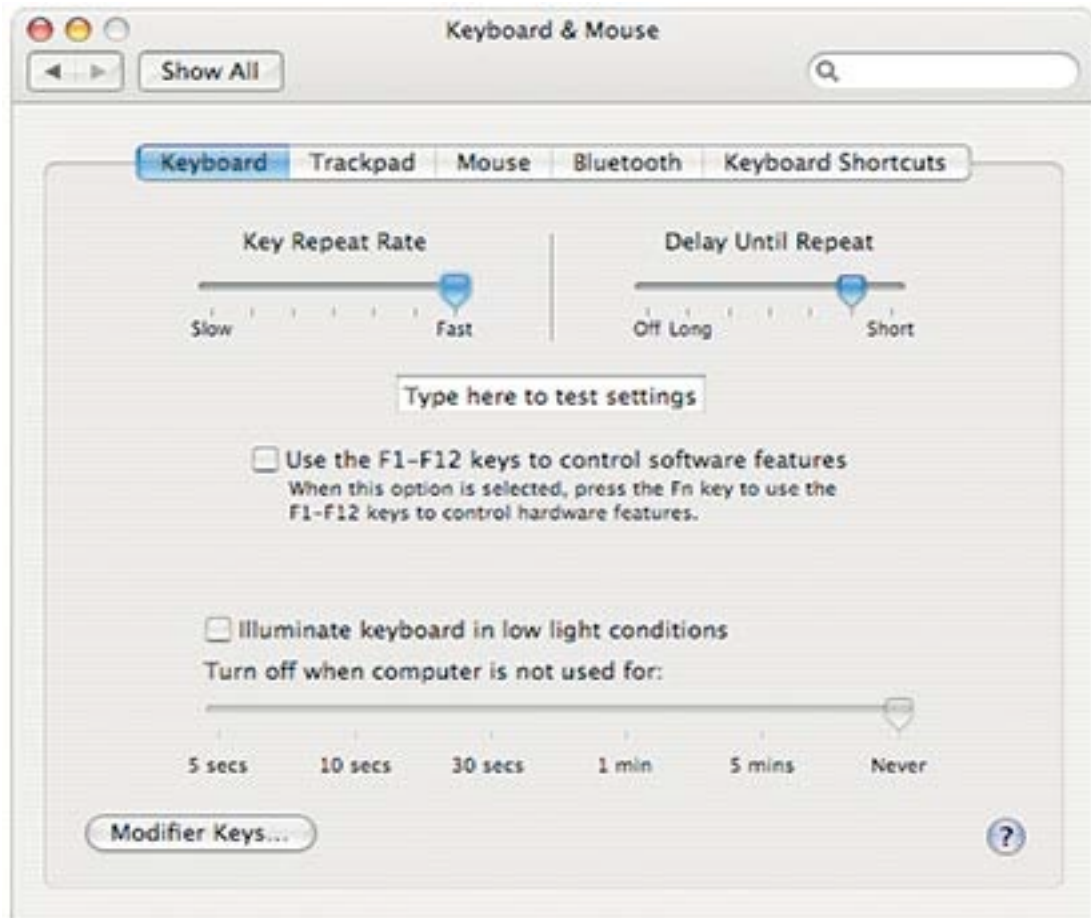 Keyboard & Mouse
Show All
Keyboard Trackpad Mouse Bluetooth Keyboard Shortcuts
Key Repeat Rate Delay Until Repeat
Slow Fast Off Long Short
Type here to test settings
Use the F1-F12 keys to control software features
When this option is selected, press the Fn key to use the
F1-F12 keys to control hardware features.
Illuminate keyboard in low light conditions
Turn off when computer is not used for:
5 secs 10 secs 30 secs 1 min 5 mins Never
Modifier Keys...
?